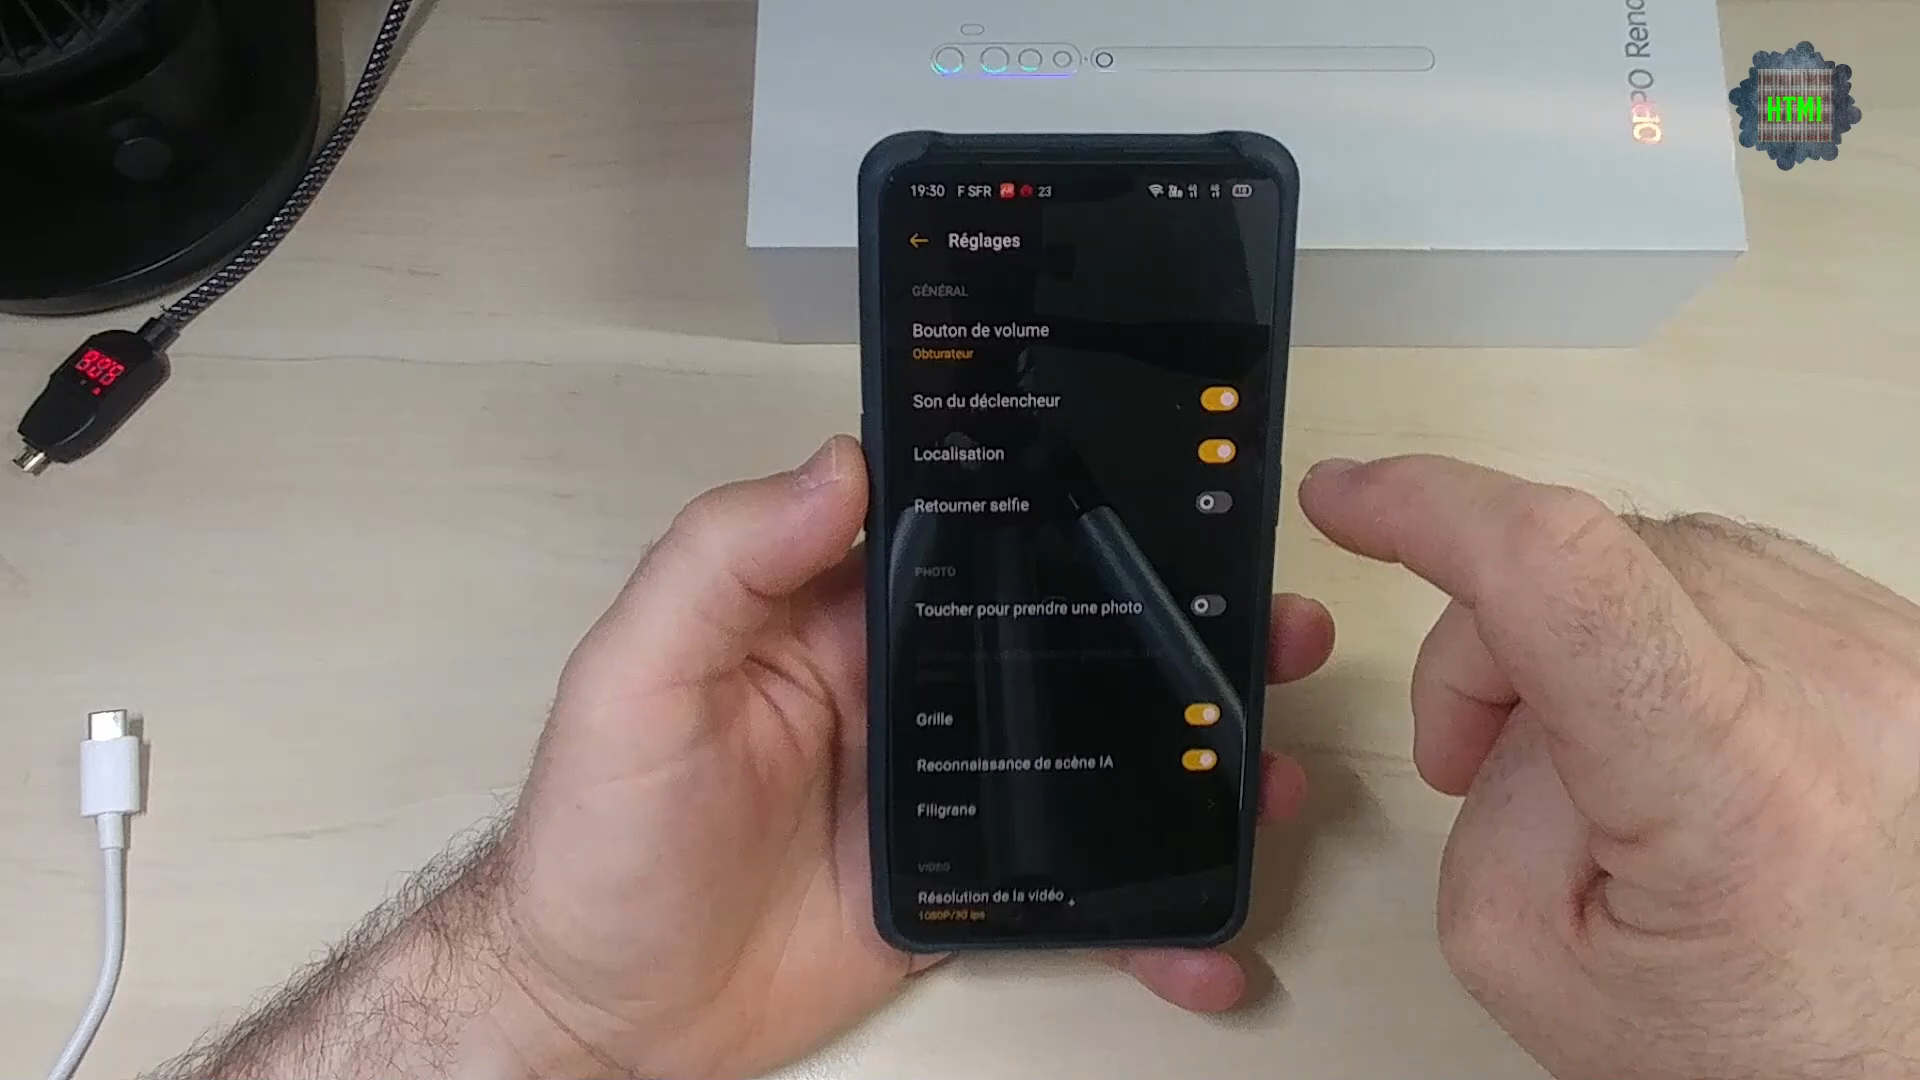 OPPO Reno
HTMI
19:30 F SFR 23
Réglages
GÉNÉRAL
Bouton de volume
Obturateur
Son du déclencheur
Localisation
Retourner selfie
PHOTO
Toucher pour prendre une photo
Grille
Reconnaissance de scène IA
Filigrane
VIDÉO
Résolution de la vidéo
1080P/30 ips